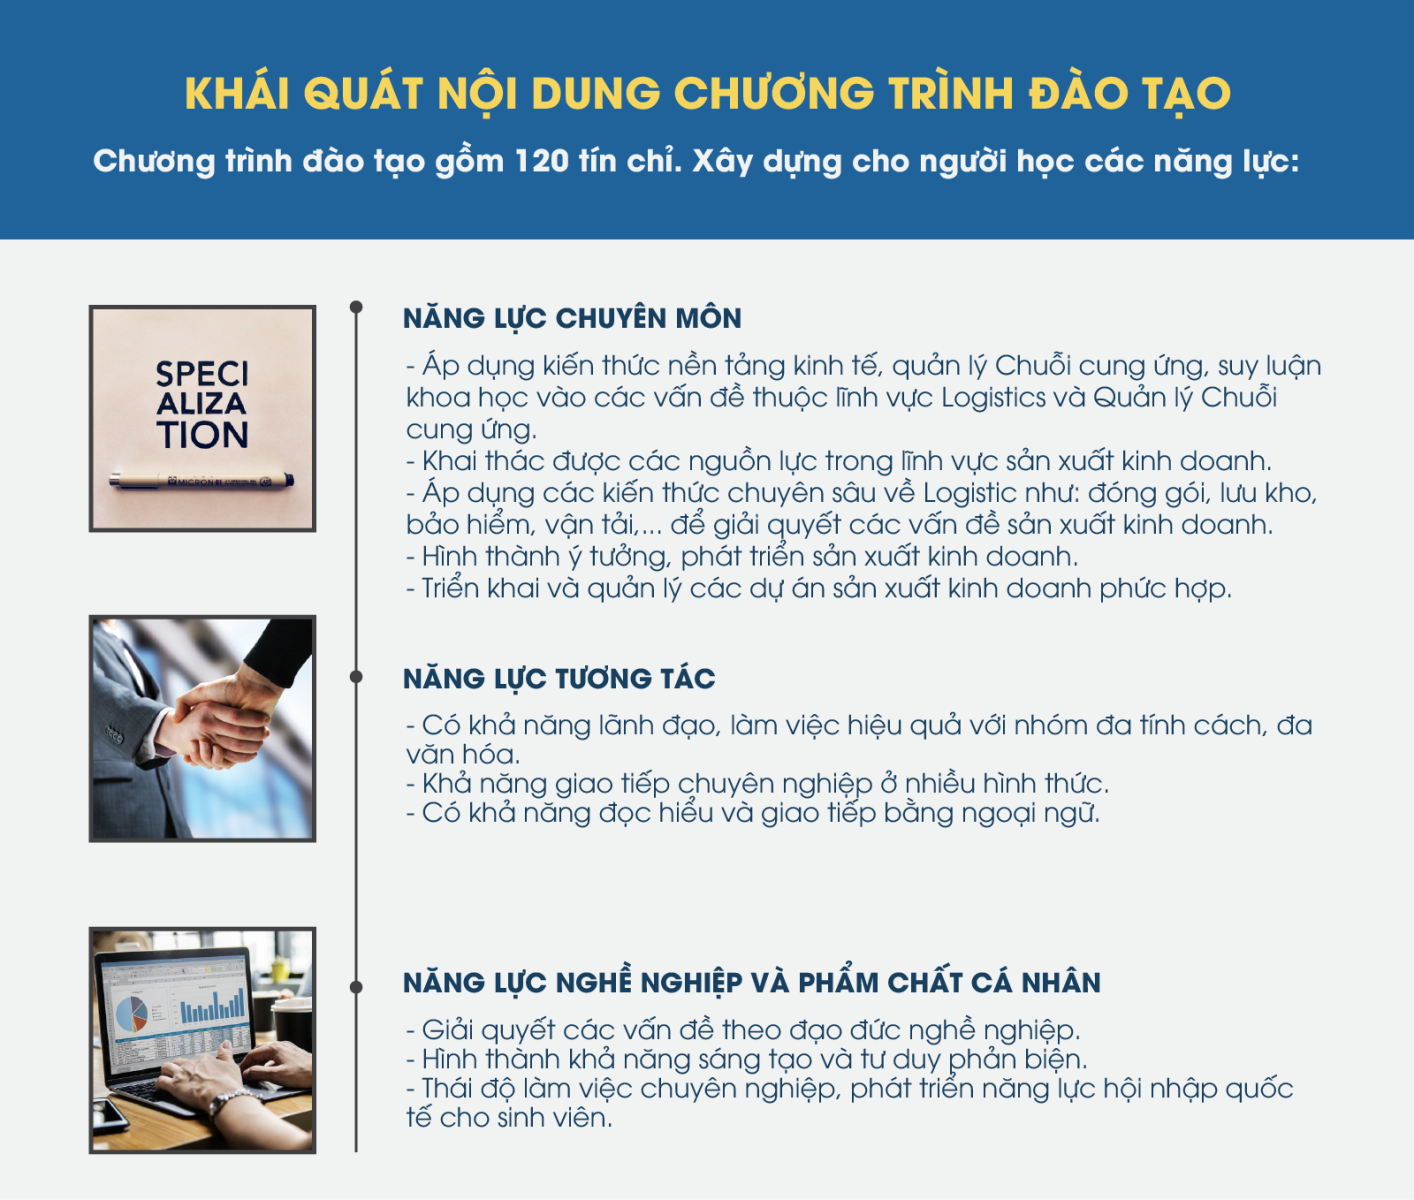 KHÁI QUÁT NỘI DUNG CHƯƠNG TRÌNH ĐÀO TẠO
Chương trình đào tạo gồm 120 tín chỉ. Xây dựng cho người học các năng lực:
SPECI
ALIZA
TION
MICRON
NĂNG LỰC CHUYÊN MÔN
- Áp dụng kiến thức nền tảng kinh tế, quản lý Chuỗi cung ứng, suy luận
khoa học vào các vấn đề thuộc lĩnh vực Logistics và Quản lý Chuỗi
cung ứng.
- Khai thác được các nguồn lực trong lĩnh vực sản xuất kinh doanh.
- Áp dụng các kiến thức chuyên sâu về Logistic như: đóng gói, lưu kho,
bảo hiểm, vận tải,... để giải quyết các vấn đề sản xuất kinh doanh.
- Hình thành ý tưởng, phát triển sản xuất kinh doanh.
- Triển khai và quản lý các dự án sản xuất kinh doanh phức hợp.
NĂNG LỰC TƯƠNG TÁC
- Có khả năng lãnh đạo, làm việc hiệu quả với nhóm đa tính cách, đa
văn hóa.
- Khả năng giao tiếp chuyên nghiệp ở nhiều hình thức.
- Có khả năng đọc hiểu và giao tiếp bằng ngoại ngữ.
NĂNG LỰC NGHỀ NGHIỆP VÀ PHẨM CHẤT CÁ NHÂN
- Giải quyết các vấn đề theo đạo đức nghề nghiệp.
- Hình thành khả năng sáng tạo và tư duy phản biện.
- Thái độ làm việc chuyên nghiệp, phát triển năng lực hội nhập quốc
tế cho sinh viên.